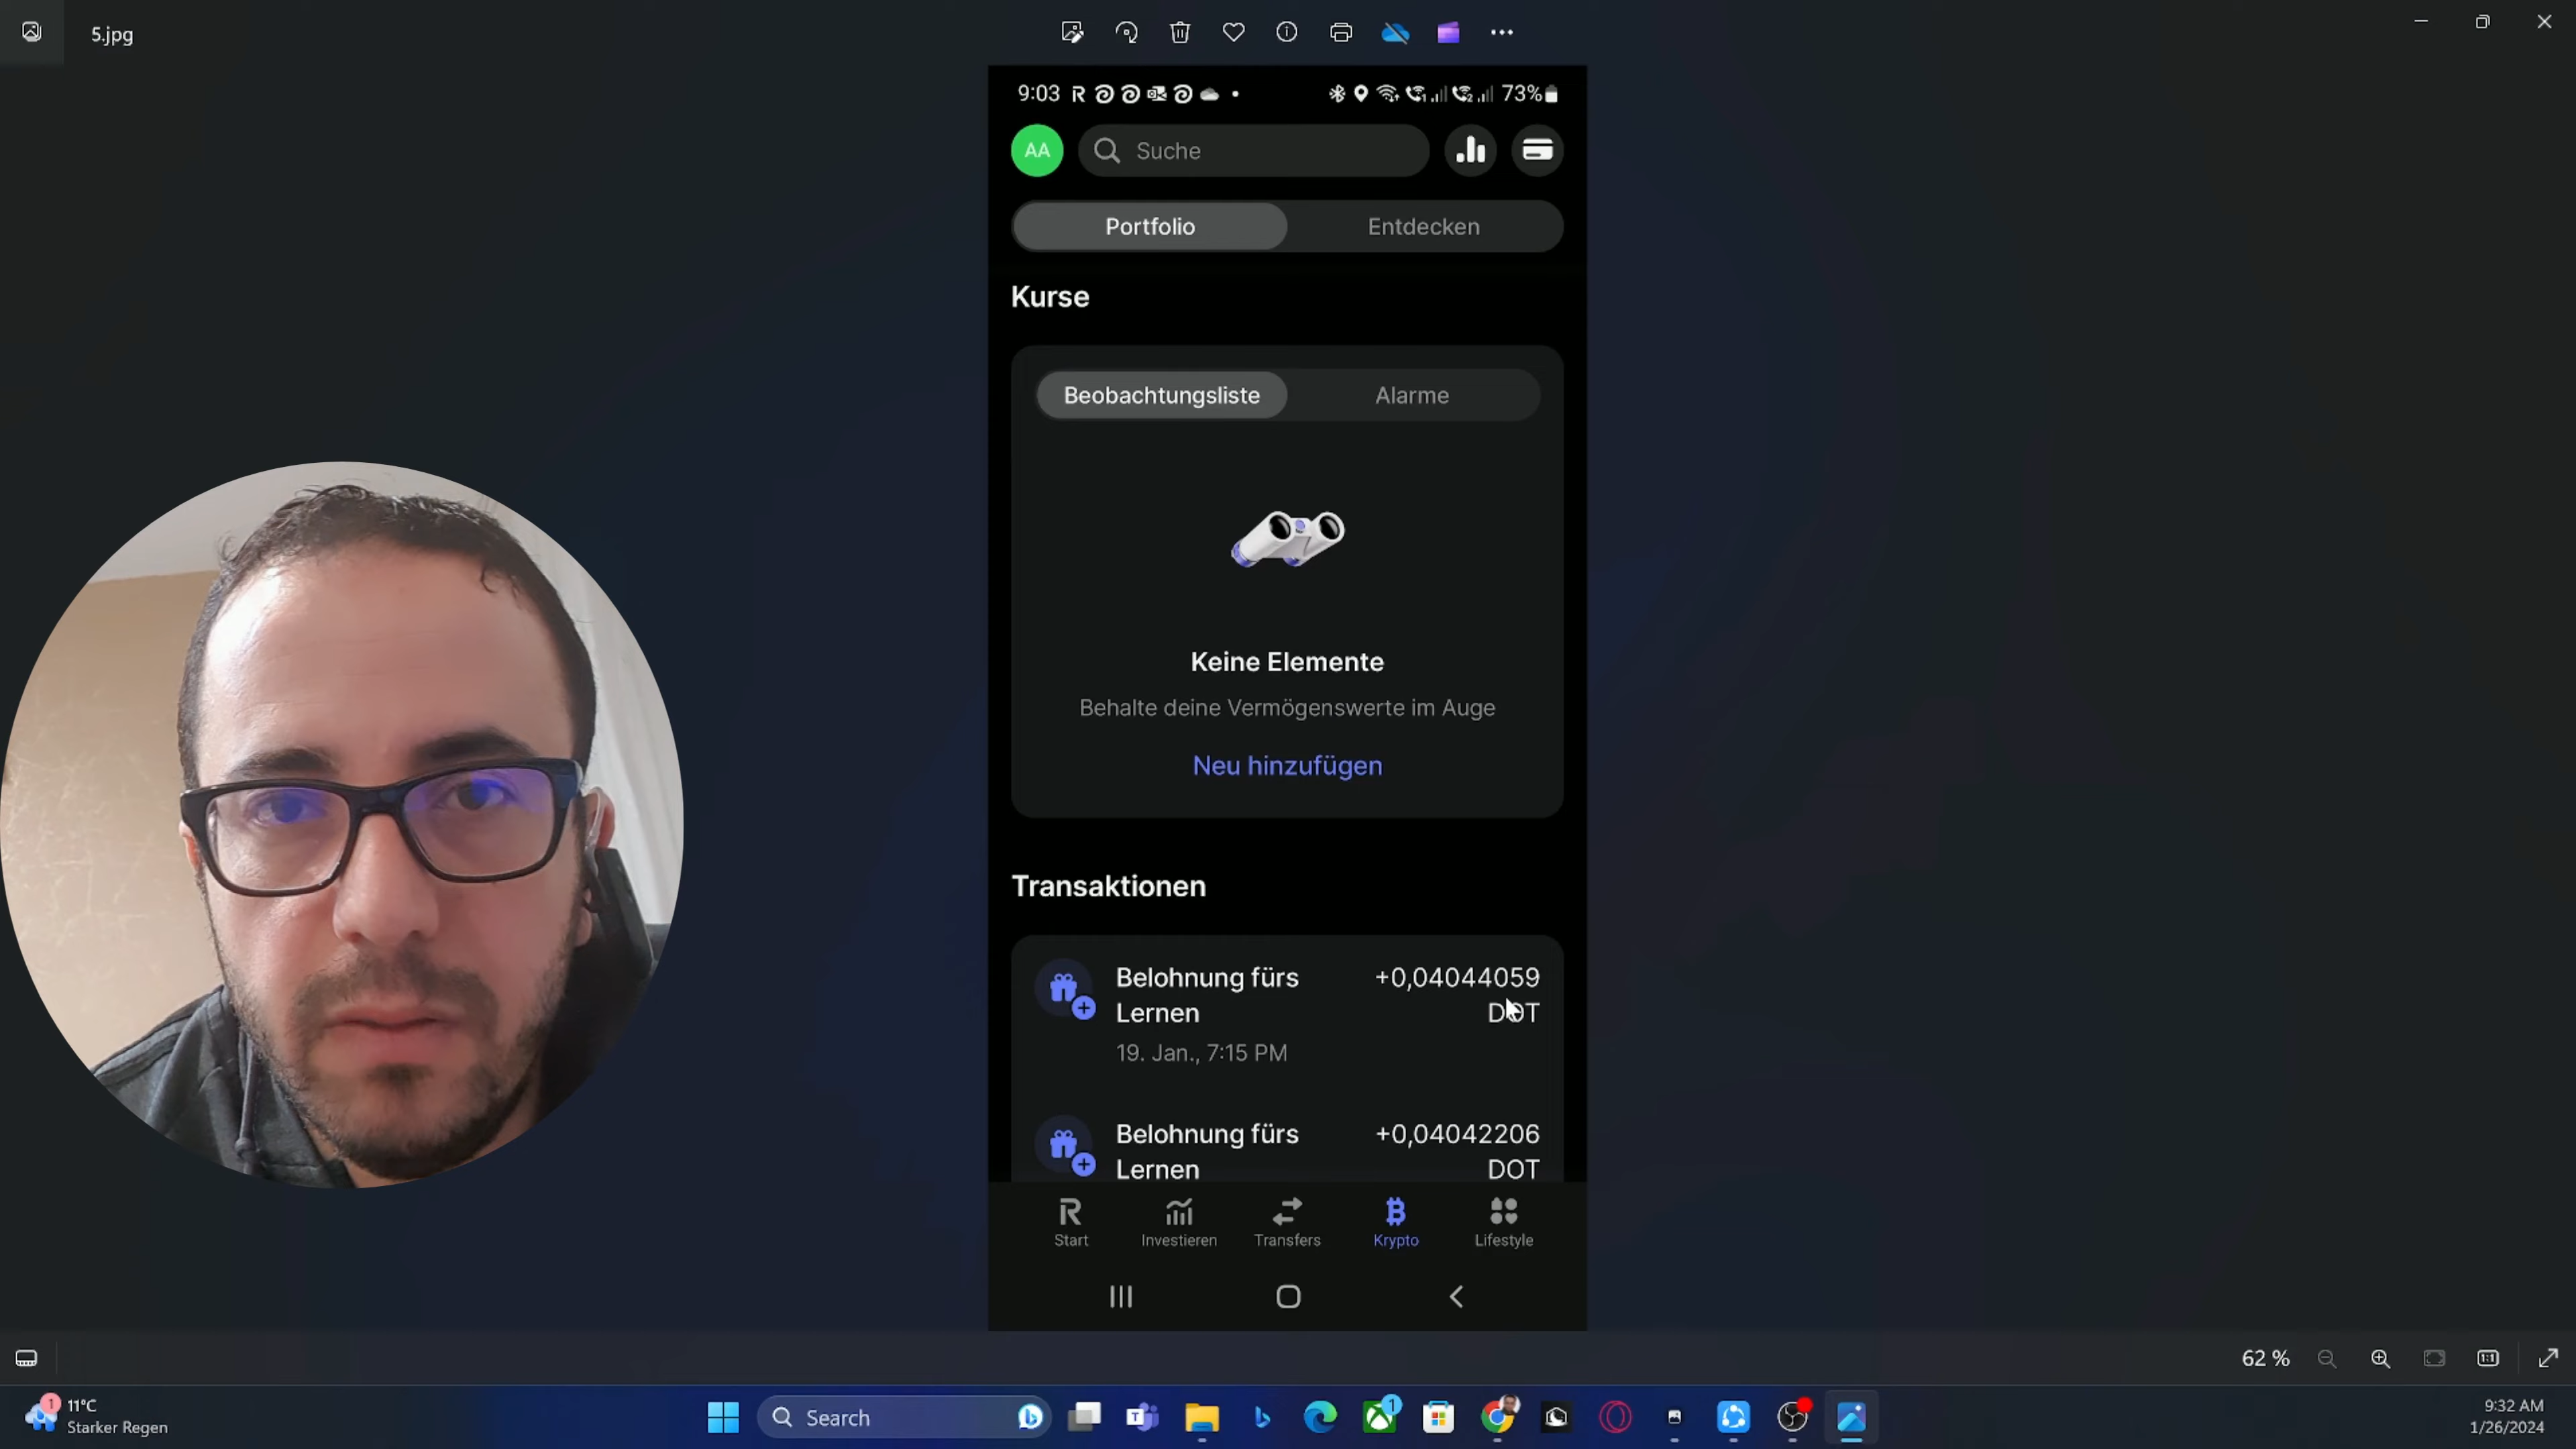 5.jpg
9:03
73%
AA
Suche
Portfolio
Entdecken
Kurse
Beobachtungsliste
Alarme
Keine Elemente
Behalte deine Vermögenswerte im Auge
Neu hinzufügen
Transaktionen
Belohnung fürs
Lernen
+0,04044059
DOT
19. Jan., 7:15 PM
Belohnung fürs
Lernen
+0,04042206
DOT
Start
Investieren
Transfers
Krypto
Lifestyle
62 %
1
11°C
Starker Regen
Search
1
9:32 AM
1/26/2024